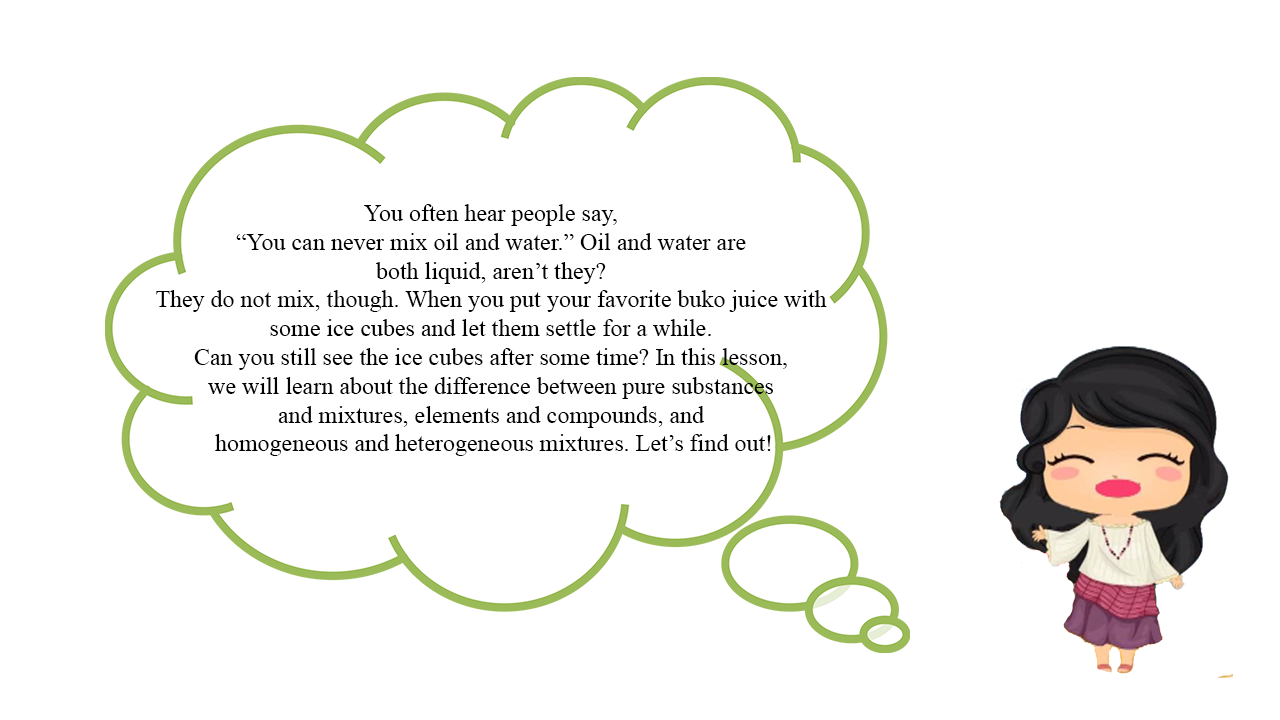 You often hear people say,
“You can never mix oil and water.” Oil and water are
both liquid, aren’t they?
They do not mix, though. When you put your favorite buko juice with
some ice cubes and let them settle for a while.
Can you still see the ice cubes after some time? In this lesson,
we will learn about the difference between pure substances
and mixtures, elements and compounds, and
homogeneous and heterogeneous mixtures. Let’s find out!